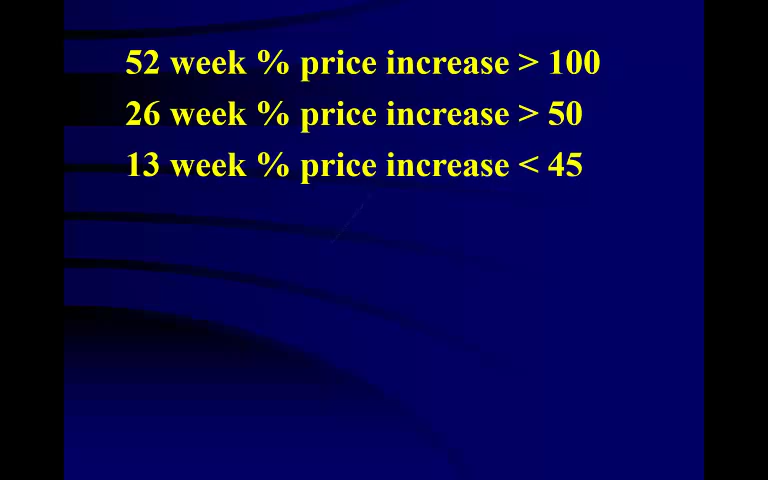 52 week % price increase > 100
26 week % price increase > 50
13 week % price increase < 45